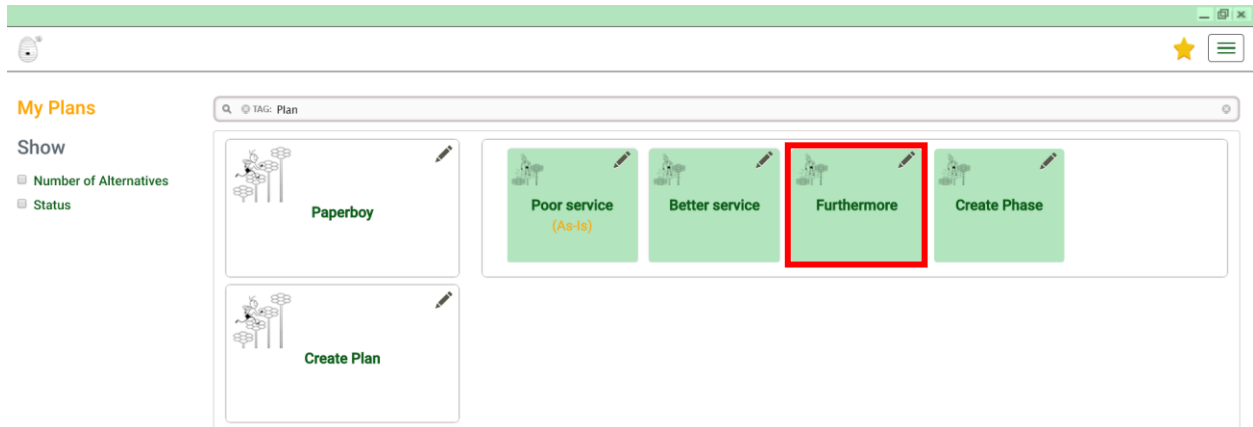 My Plans
TAG: Plan
Show
Number of Alternatives
Status
Paperboy
Poor service
(As-Is)
Better service
Furthermore
Create Phase
Create Plan